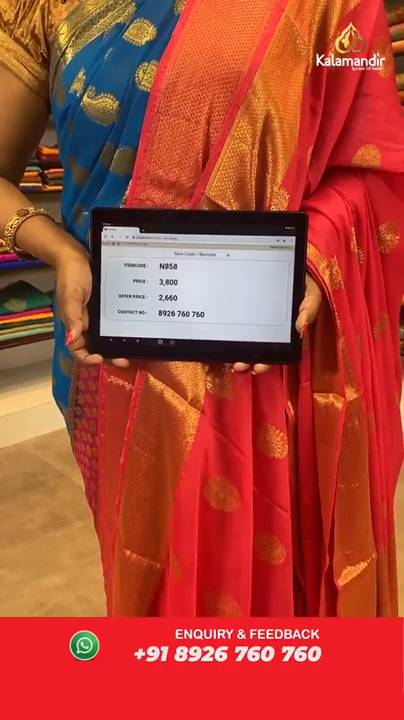 Kalamandir
Item Code / Barcode
ITEMCODE : N858
PRICE : 3,800
OFFER PRICE : 2,660
CONTACT NO : 8926 760 760
ENQUIRY & FEEDBACK
+91 8926 760 760